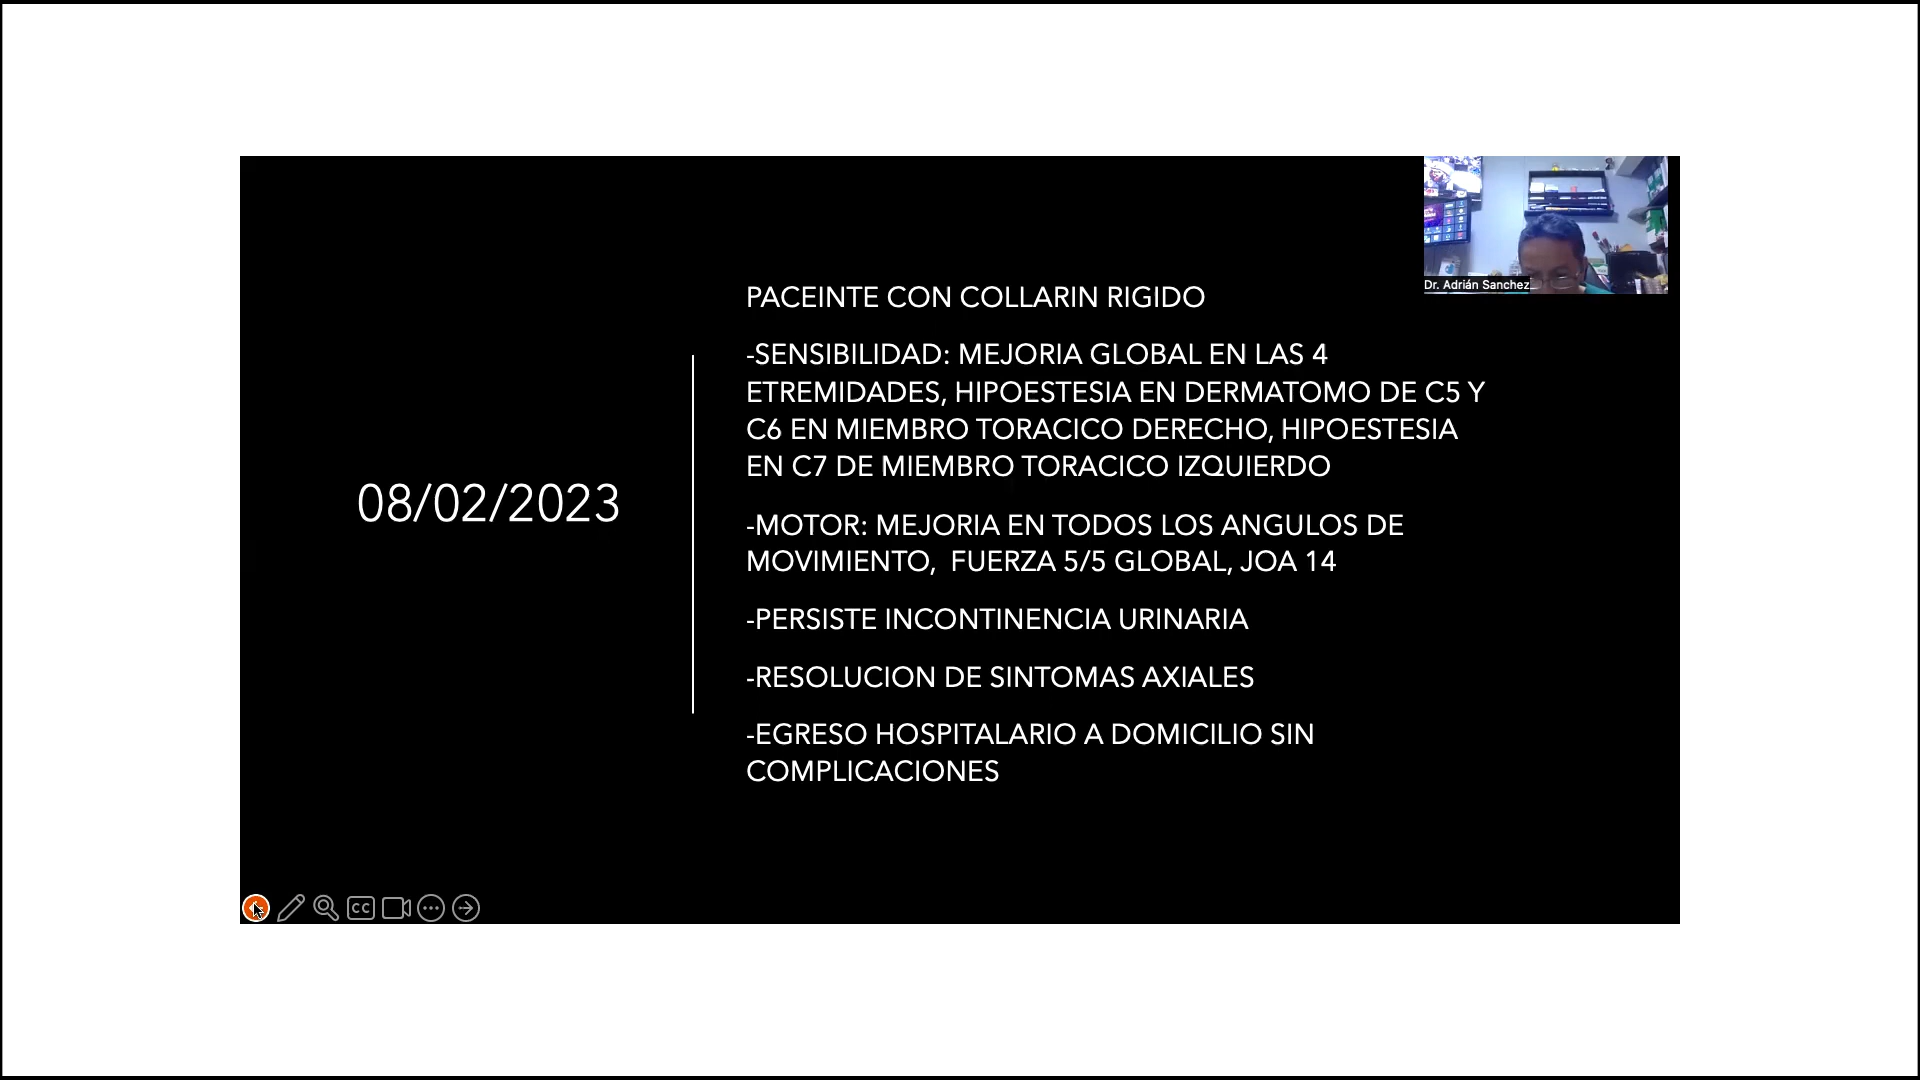 PACEINTE CON COLLARIN RIGIDO
-SENSIBILIDAD: MEJORIA GLOBAL EN LAS 4
ETREMIDADES, HIPOESTESIA EN DERMATOMO DE C5 Y
C6 EN MIEMBRO TORACICO DERECHO, HIPOESTESIA
EN C7 DE MIEMBRO TORACICO IZQUIERDO
08/02/2023
-MOTOR: MEJORIA EN TODOS LOS ANGULOS DE
MOVIMIENTO, FUERZA 5/5 GLOBAL, JOA 14
-PERSISTE INCONTINENCIA URINARIA
-RESOLUCION DE SINTOMAS AXIALES
-EGRESO HOSPITALARIO A DOMICILIO SIN
COMPLICACIONES
Dr. Adrián Sanchez
CC